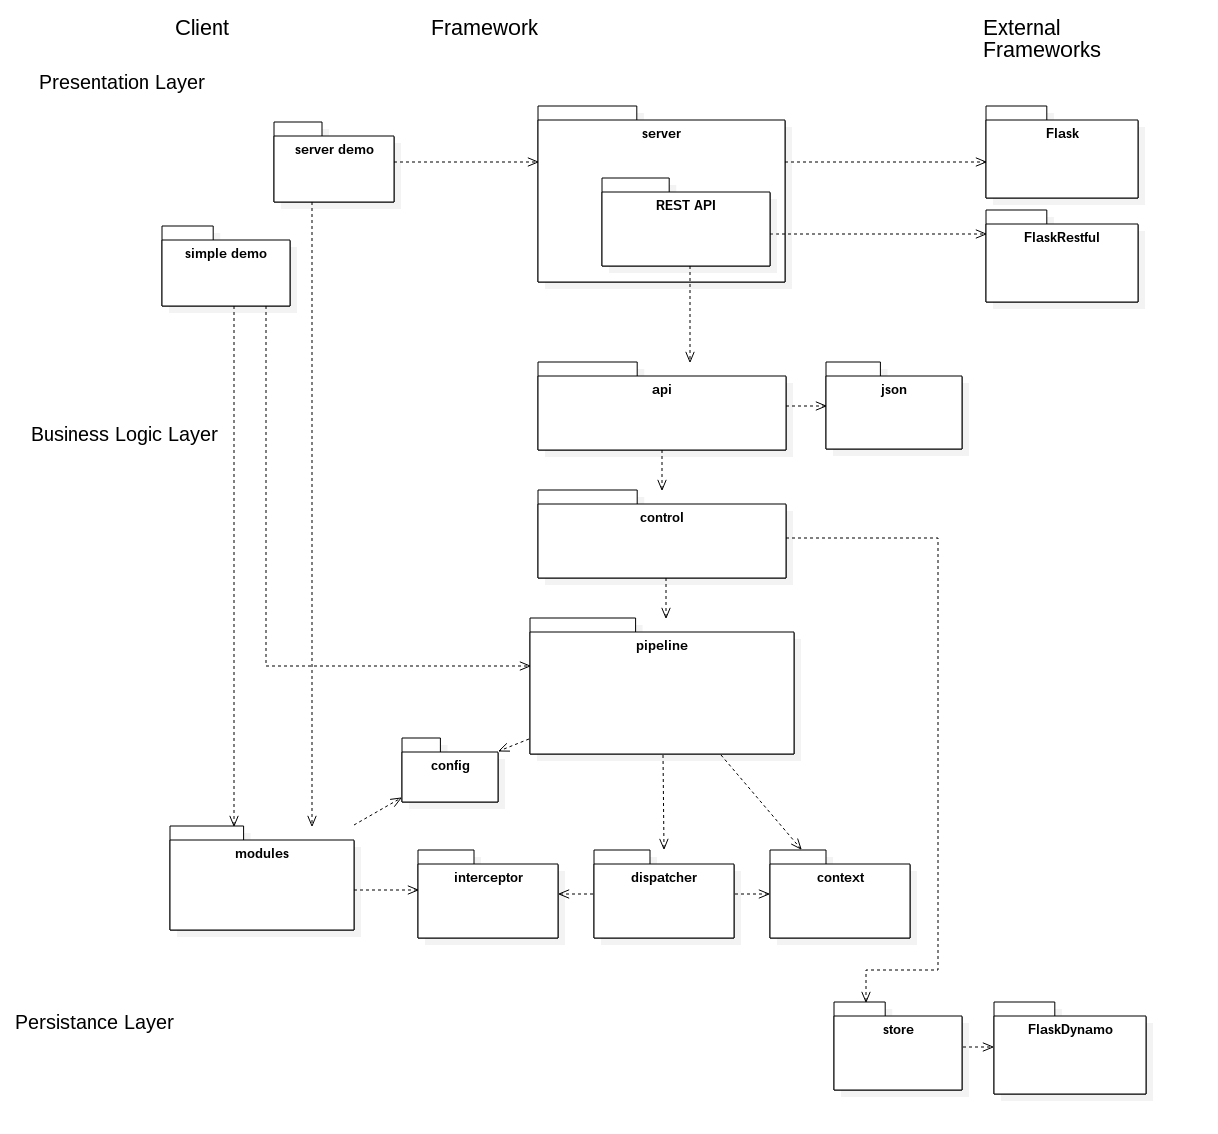 Client
Framework
External
Frameworks
Presentation Layer
server
Flask
server demo
REST API
FlaskRestful
simple demo
api
json
Business Logic Layer
control
pipeline
config
modules
interceptor
dispatcher
context
Persistance Layer
store
FlaskDynamo